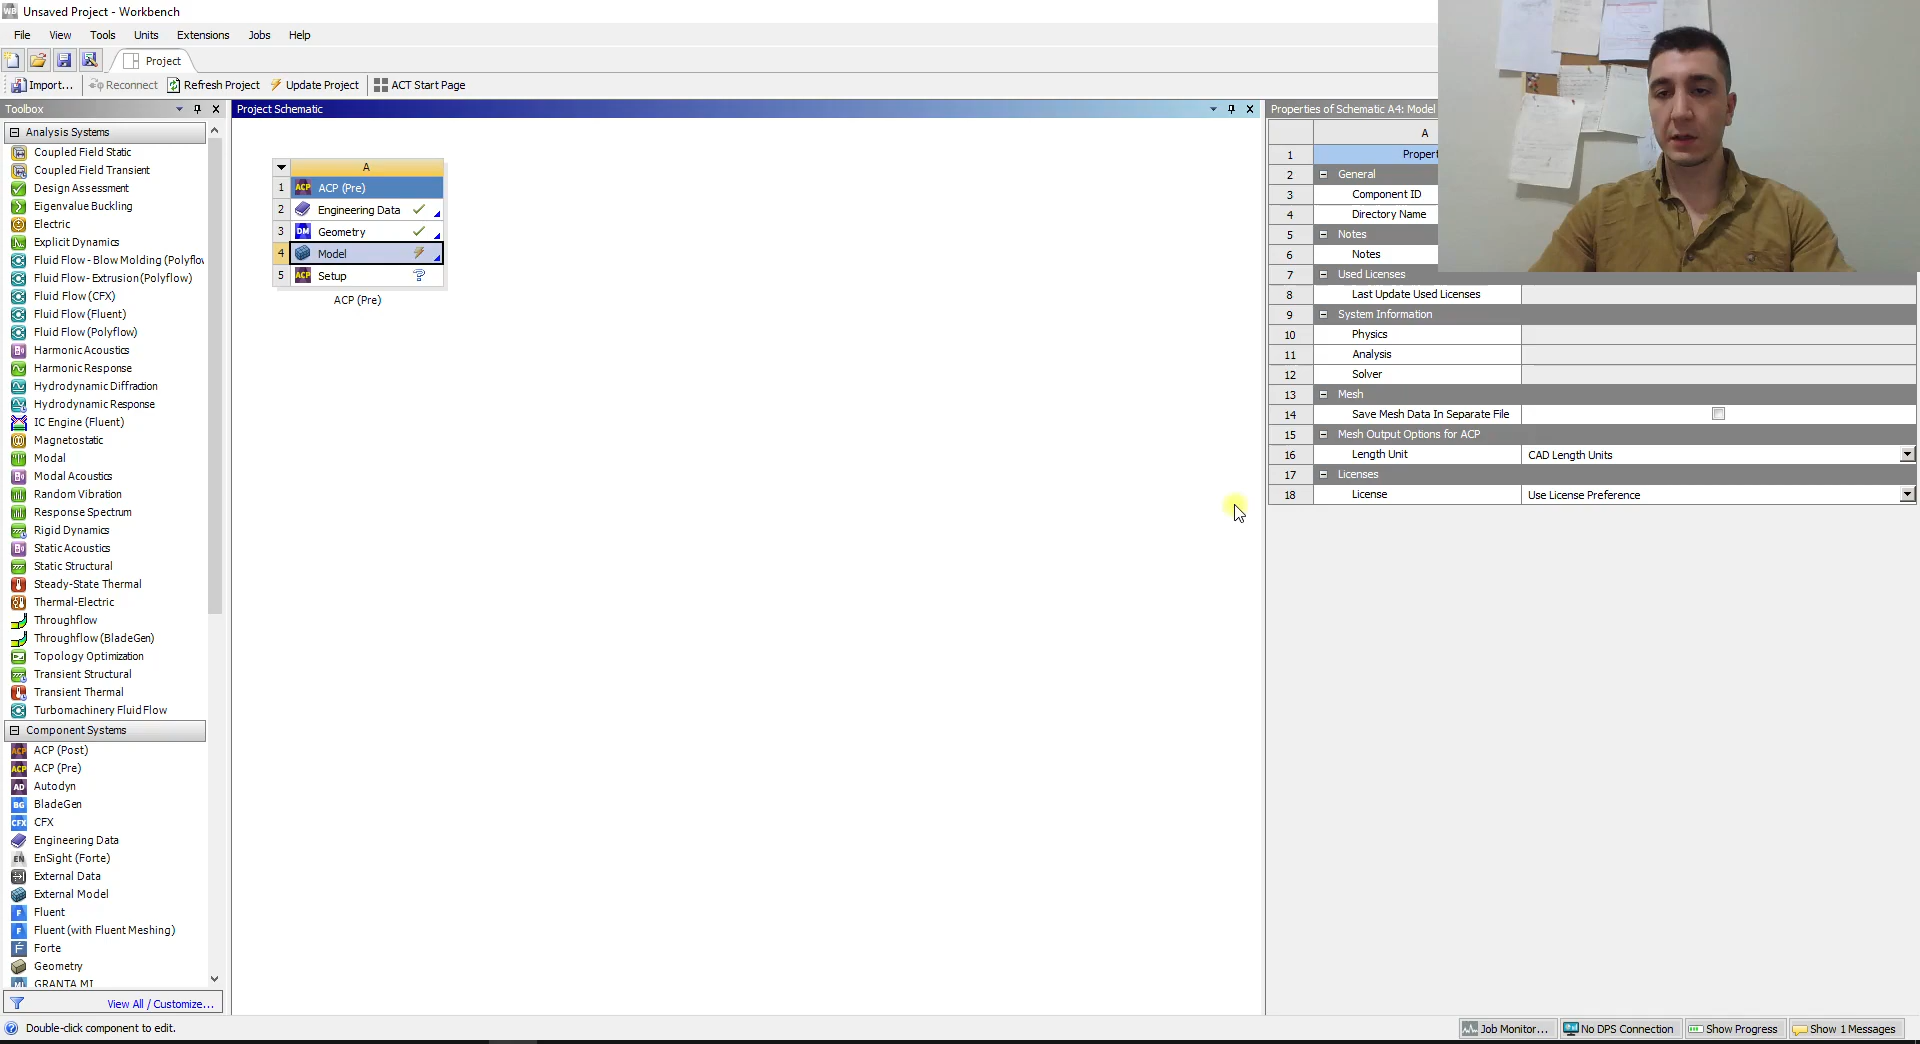 Unsaved Project - Workbench
File View Tools Units Extensions Jobs Help
Project
Import... Reconnect Refresh Project Update Project ACT Start Page
Toolbox
Analysis Systems
Coupled Field Static
Coupled Field Transient
Design Assessment
Eigenvalue Buckling
Electric
Explicit Dynamics
Fluid Flow - Blow Molding (Polyflow
Fluid Flow - Extrusion (Polyflow)
Fluid Flow (CFX)
Fluid Flow (Fluent)
Fluid Flow (Polyflow)
Harmonic Acoustics
Harmonic Response
Hydrodynamic Diffraction
Hydrodynamic Response
IC Engine (Fluent)
Magnetostatic
Modal
Modal Acoustics
Random Vibration
Response Spectrum
Rigid Dynamics
Static Acoustics
Static Structural
Steady-State Thermal
Thermal-Electric
Throughflow
Throughflow (BladeGen)
Topology Optimization
Transient Structural
Transient Thermal
Turbomachinery Fluid Flow
Component Systems
ACP (Post)
ACP (Pre)
Autodyn
BladeGen
CFX
Engineering Data
EnSight (Forte)
External Data
External Model
Fluent
Fluent (with Fluent Meshing)
Forte
Geometry
GRANTA MI
View All / Customize...
Project Schematic
A
1 ACP ACP (Pre)
2 Engineering Data
3 DM Geometry
4 Model
5 ACP Setup
ACP (Pre)
Properties of Schematic A4: Model
A
1 Propert
2 General
3 Component ID
4 Directory Name
5 Notes
6 Notes
7 Used Licenses
8 Last Update Used Licenses
9 System Information
10 Physics
11 Analysis
12 Solver
13 Mesh
14 Save Mesh Data In Separate File
15 Mesh Output Options for ACP
16 Length Unit CAD Length Units
17 Licenses
18 License Use License Preference
Double-click component to edit.
Job Monitor... No DPS Connection Show Progress Show 1 Messages